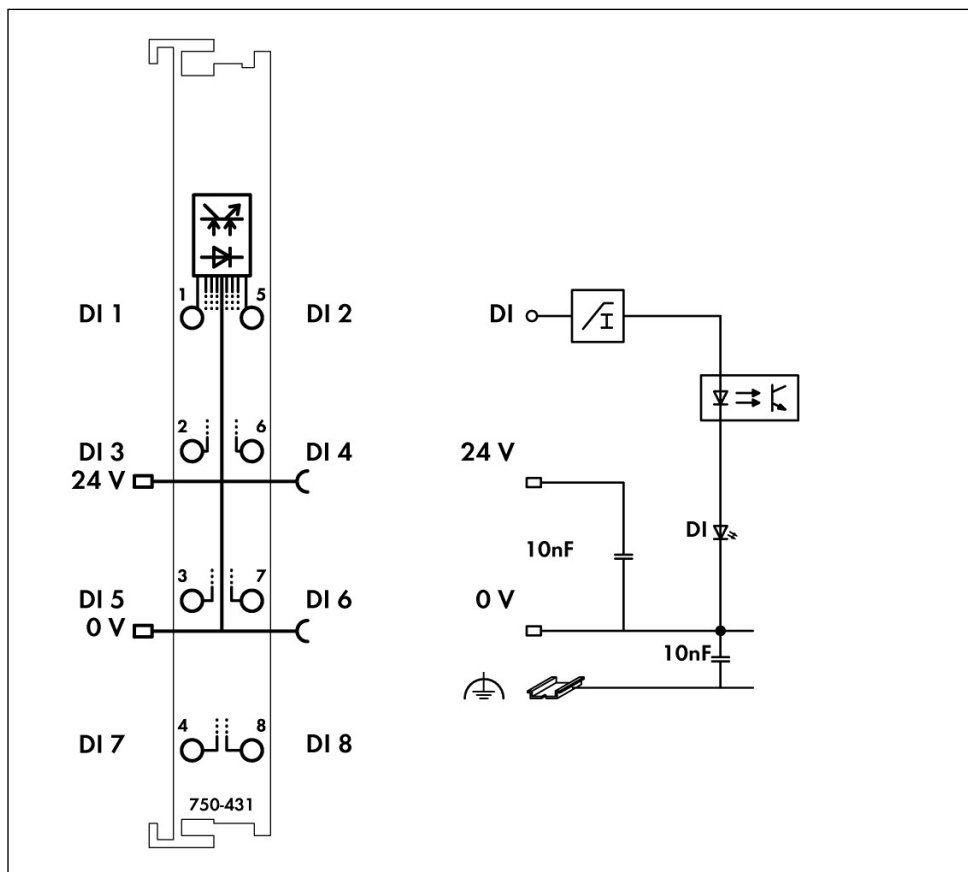 1 5
DI 1 DI 2
2 6
DI 3 DI 4
24 V
3 7
DI 5 DI 6
0 V
4 8
DI 7 DI 8
750-431
DI
24 V
DI
10nF
0 V
10nF